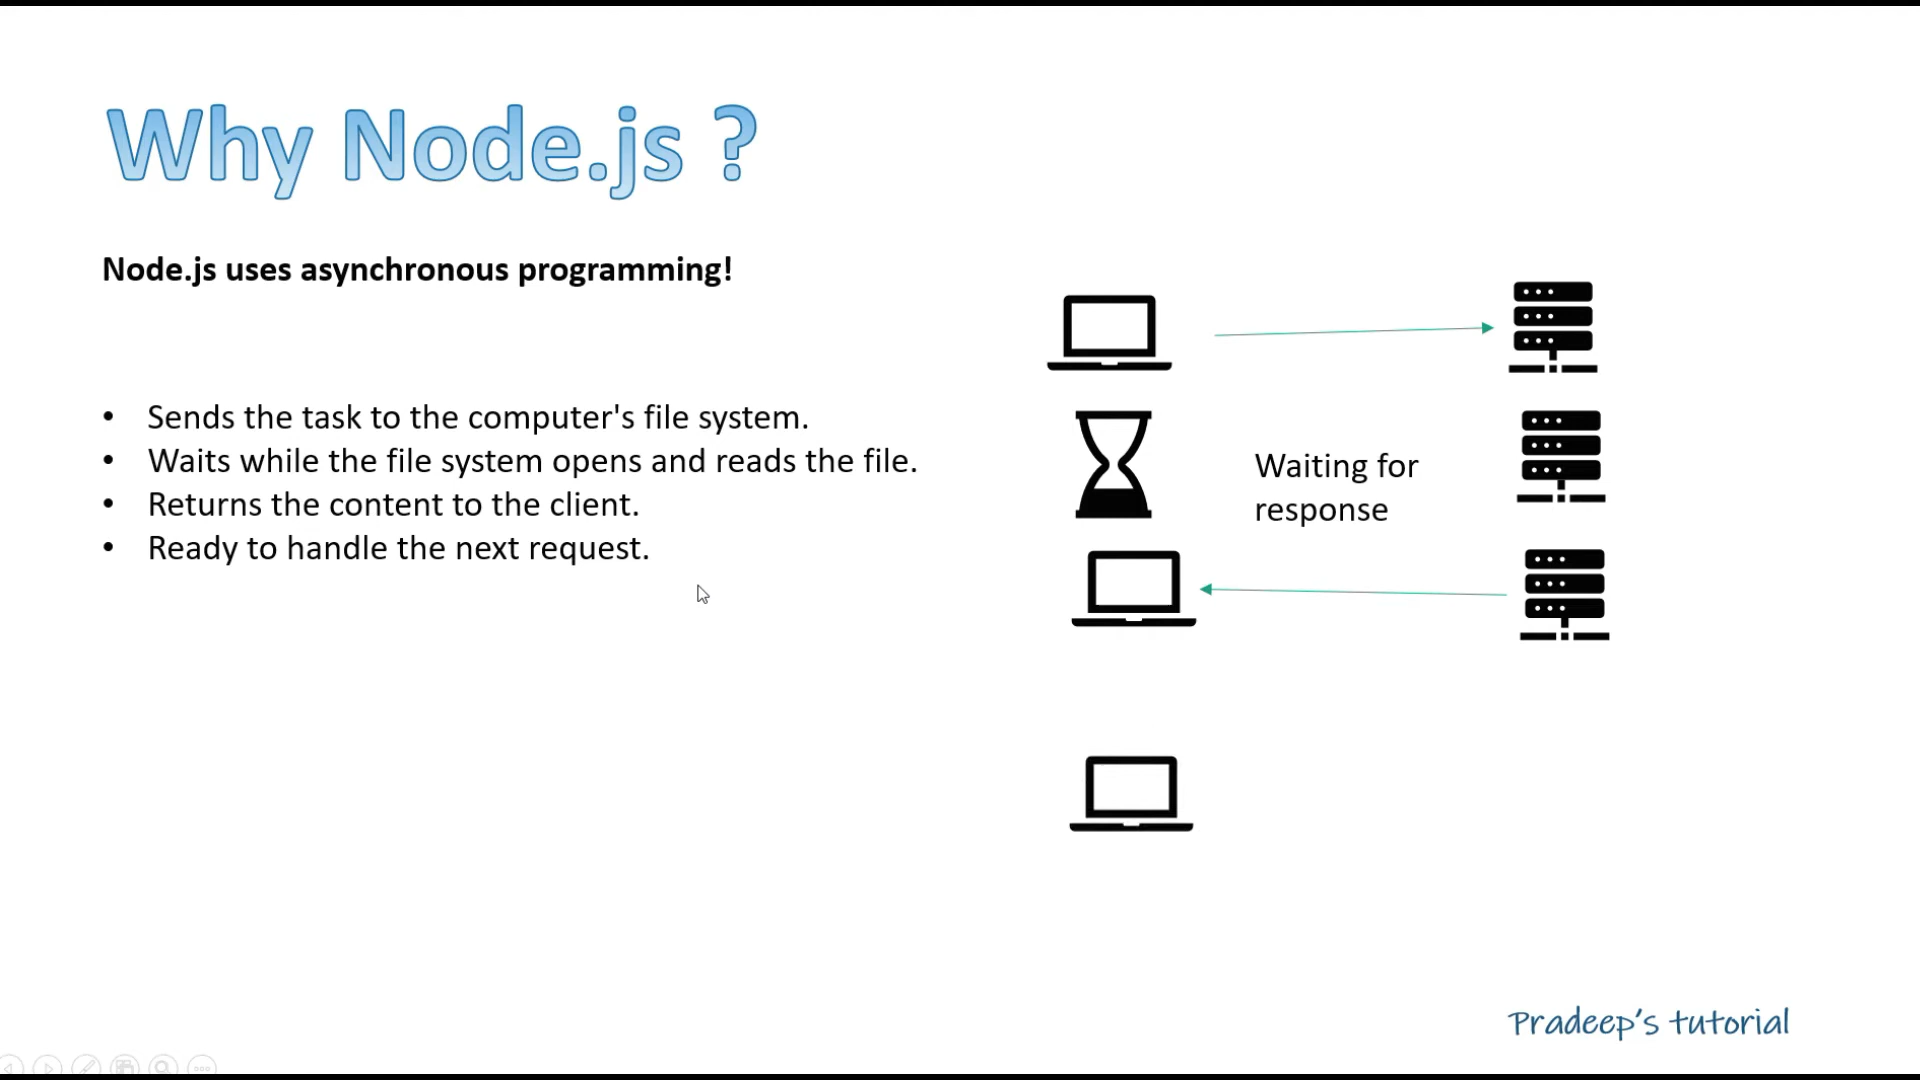 Why Node.js ?
Node.js uses asynchronous programming!
• Sends the task to the computer's file system.
• Waits while the file system opens and reads the file.
• Returns the content to the client.
• Ready to handle the next request.
Waiting for
response
Pradeep's tutorial